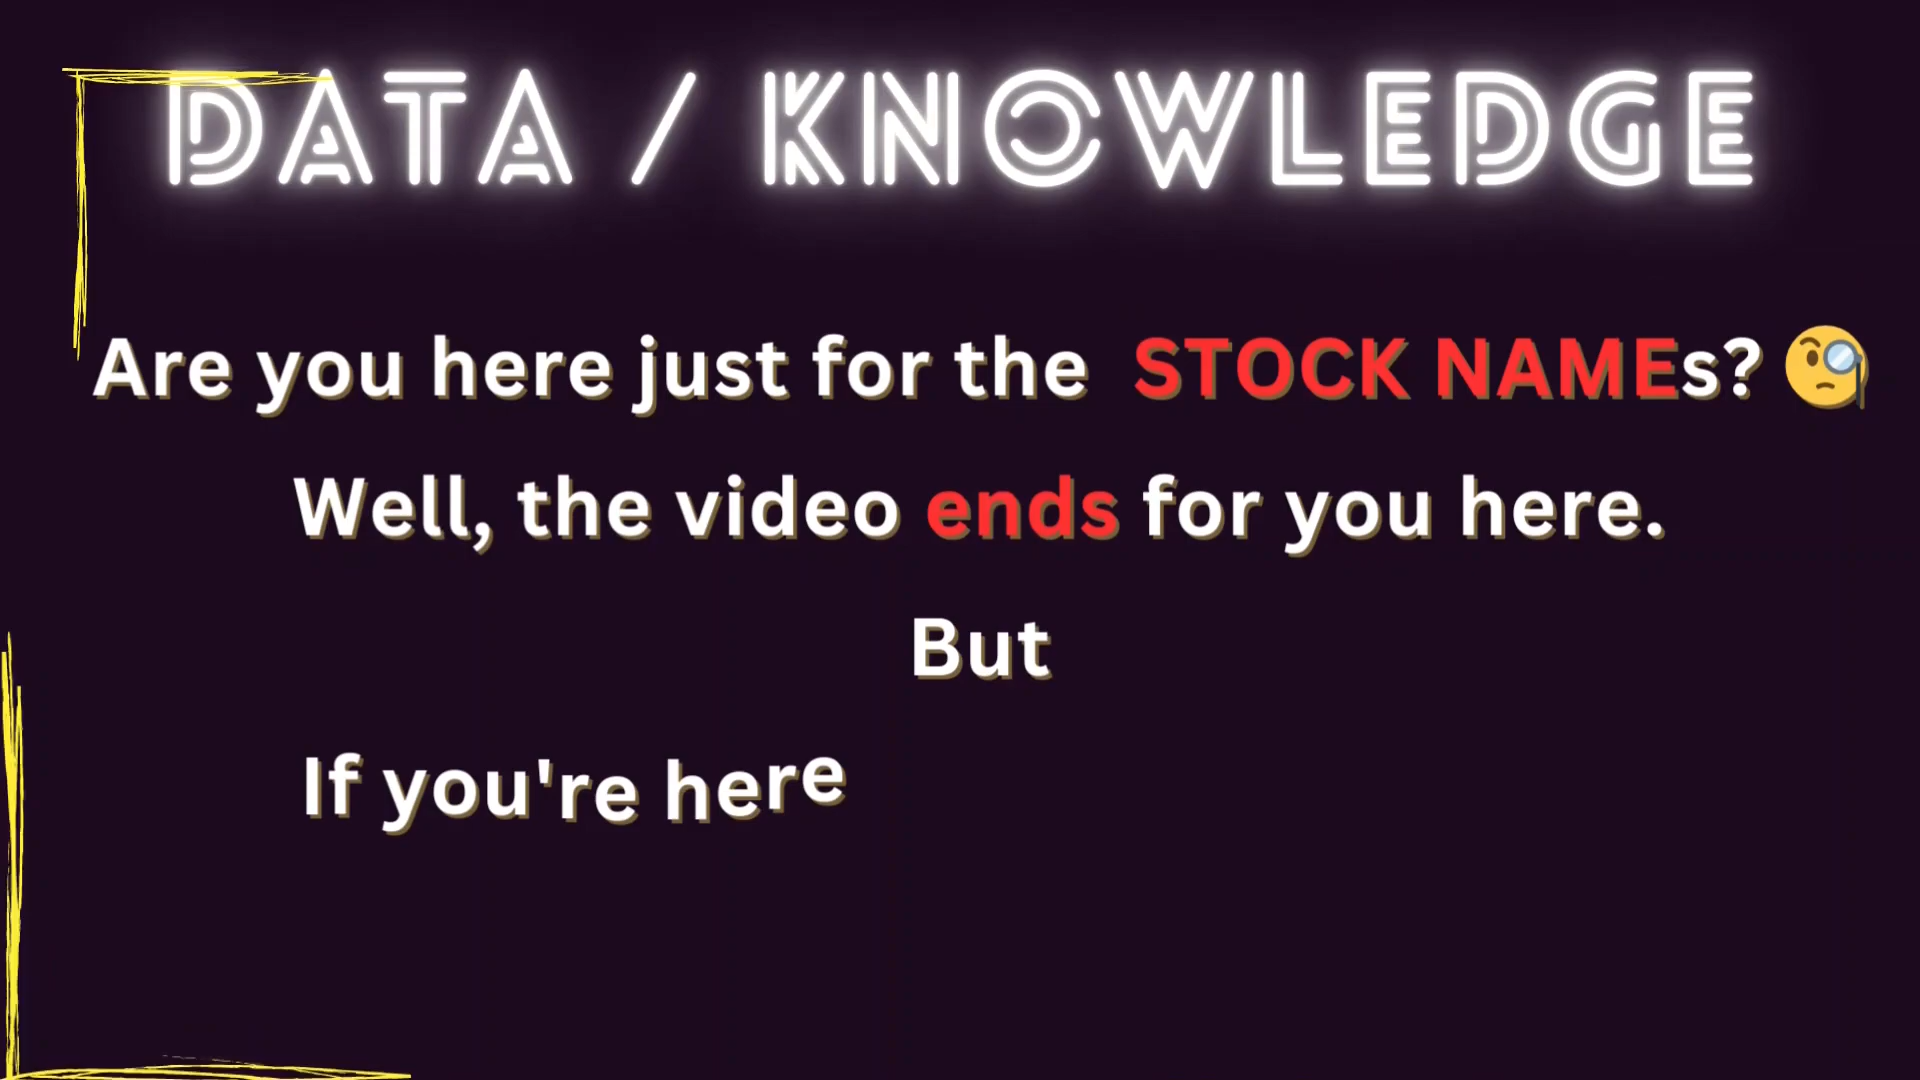 DATA / KNOWLEDGE
Are you here just for the STOCK NAMEs? 🧐
Well, the video ends for you here.
But
If you're here